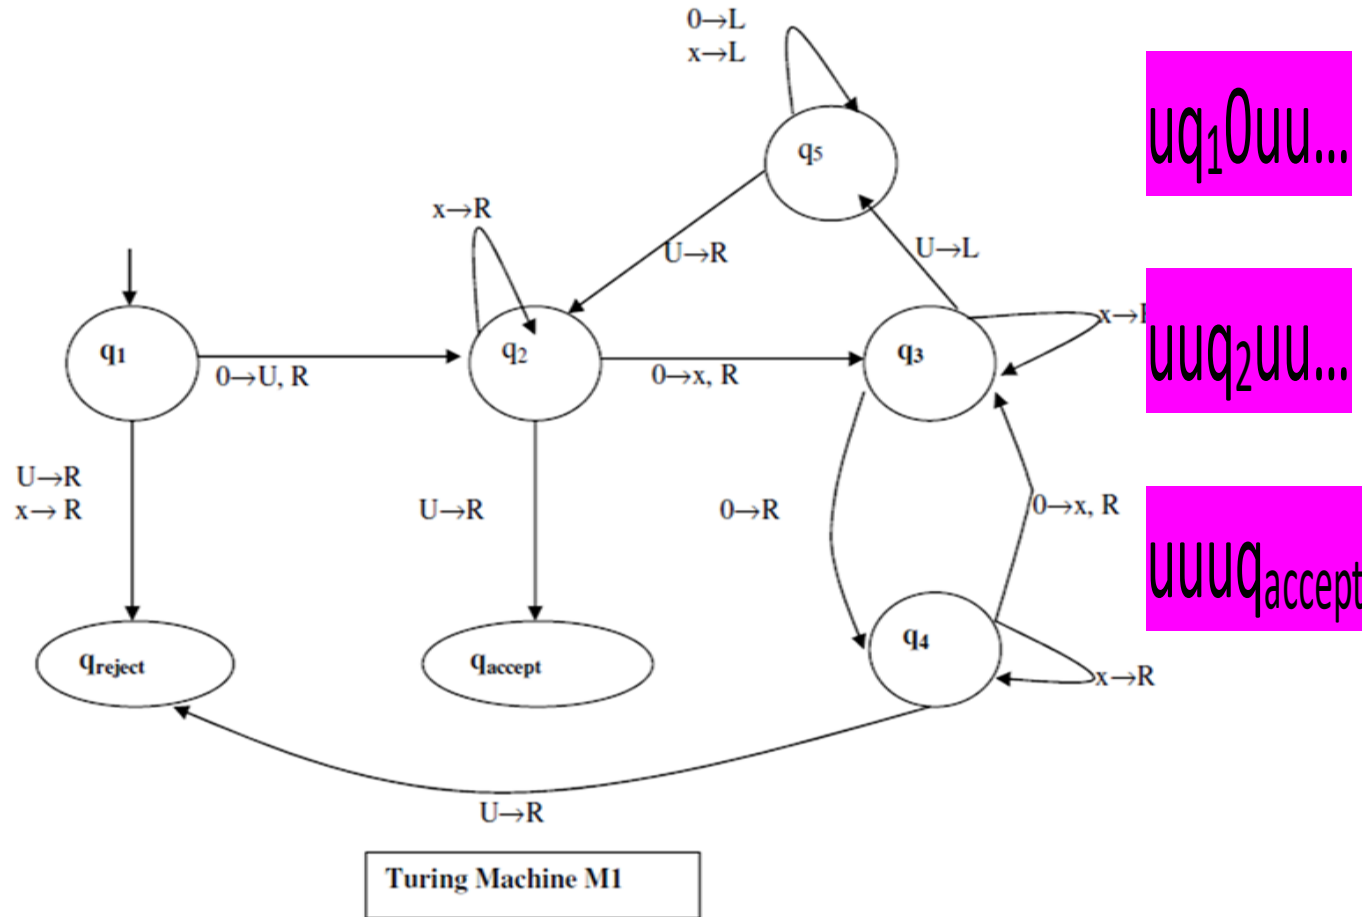 0→L
x→L
q5
uq₁0uu...
x→R
U→R
U→L
q1
0→U, R
q2
0→x, R
q3
uuq₂uu...
U→R
x→ R
U→R
0→R
0→x, R
uuuqaccept
qreject
qaccept
q4
x→R
U→R
Turing Machine M1